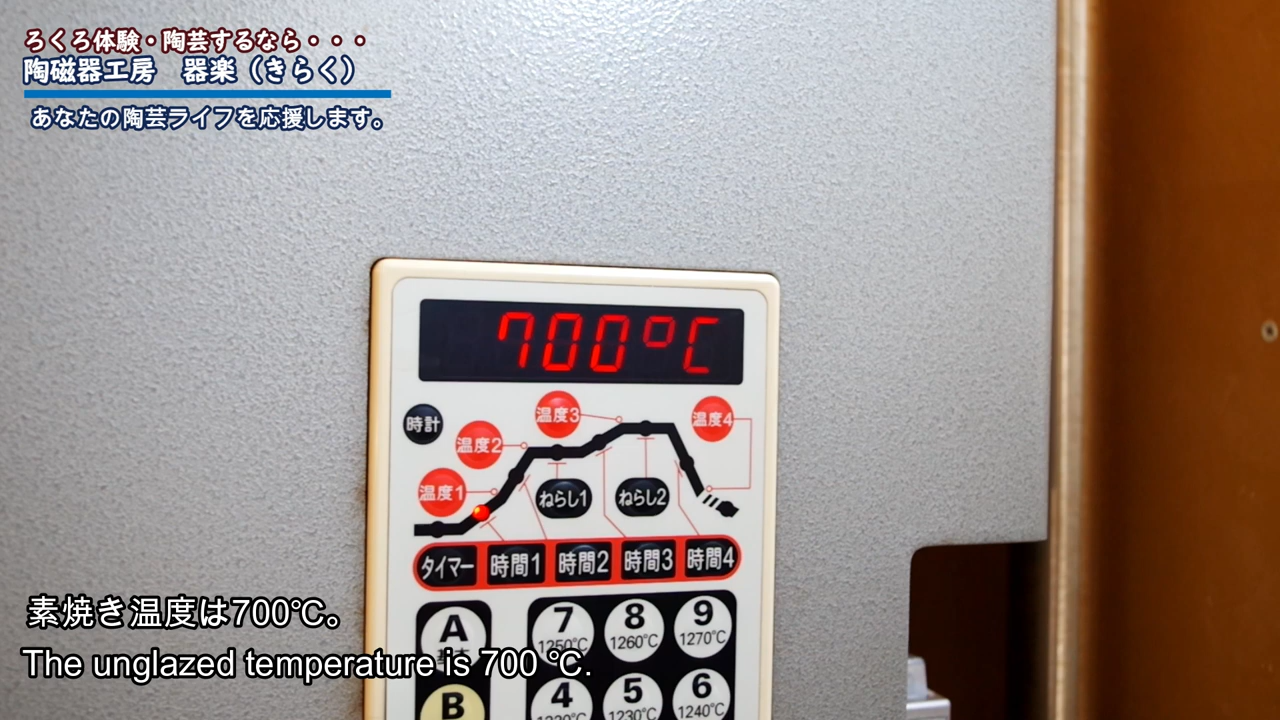 ろくろ体験・陶芸するなら・・・
陶磁器工房　器楽（きらく）
あなたの陶芸ライフを応援します。
700℃
時計
温度1
温度2
温度3
温度4
ねらし1
ねらし2
タイマー 時間1 時間2 時間3 時間4
A
7 1250℃
8 1260℃
9 1270℃
B
4
5 1230℃
6 1240℃
素焼き温度は700℃。
The unglazed temperature is 700 ℃.